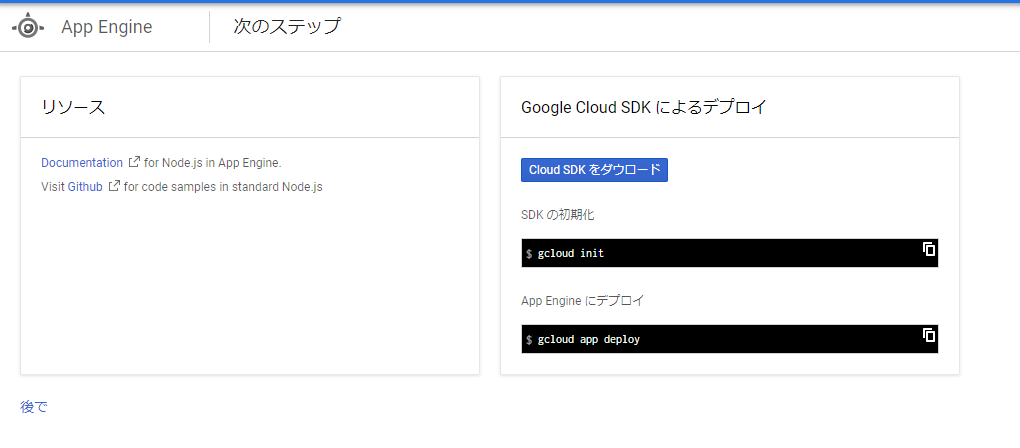 App Engine
次のステップ
リソース
Documentation for Node.js in App Engine.
Visit Github for code samples in standard Node.js
Google Cloud SDK によるデプロイ
Cloud SDK をダウロード
SDK の初期化
$ gcloud init
App Engine にデプロイ
$ gcloud app deploy
後で